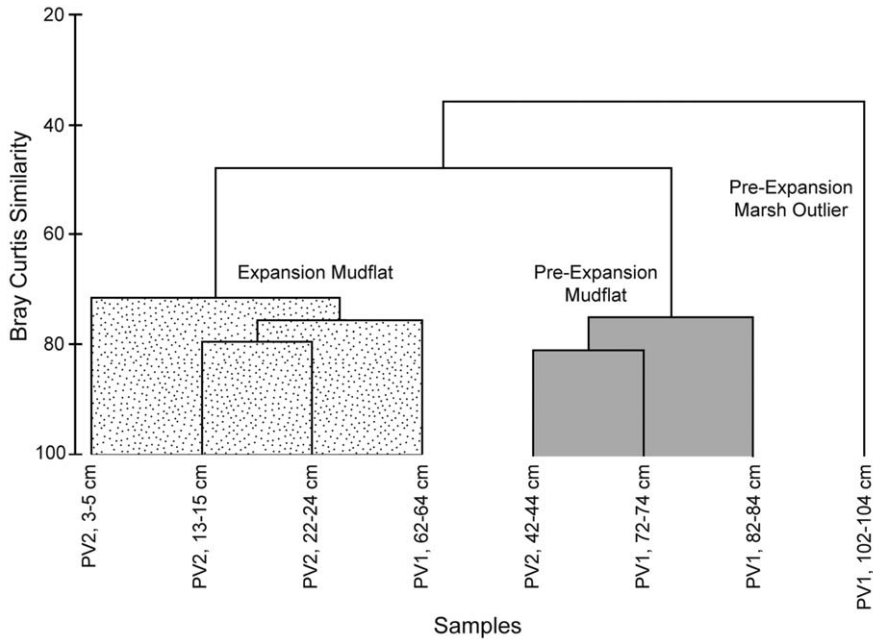 20
40
60
80
100
Bray Curtis Similarity
Expansion Mudflat
Pre-Expansion
Mudflat
Pre-Expansion
Marsh Outlier
PV2, 3-5 cm
PV2, 13-15 cm
PV2, 22-24 cm
PV1, 62-64 cm
PV2, 42-44 cm
PV1, 72-74 cm
PV1, 82-84 cm
PV1, 102-104 cm
Samples